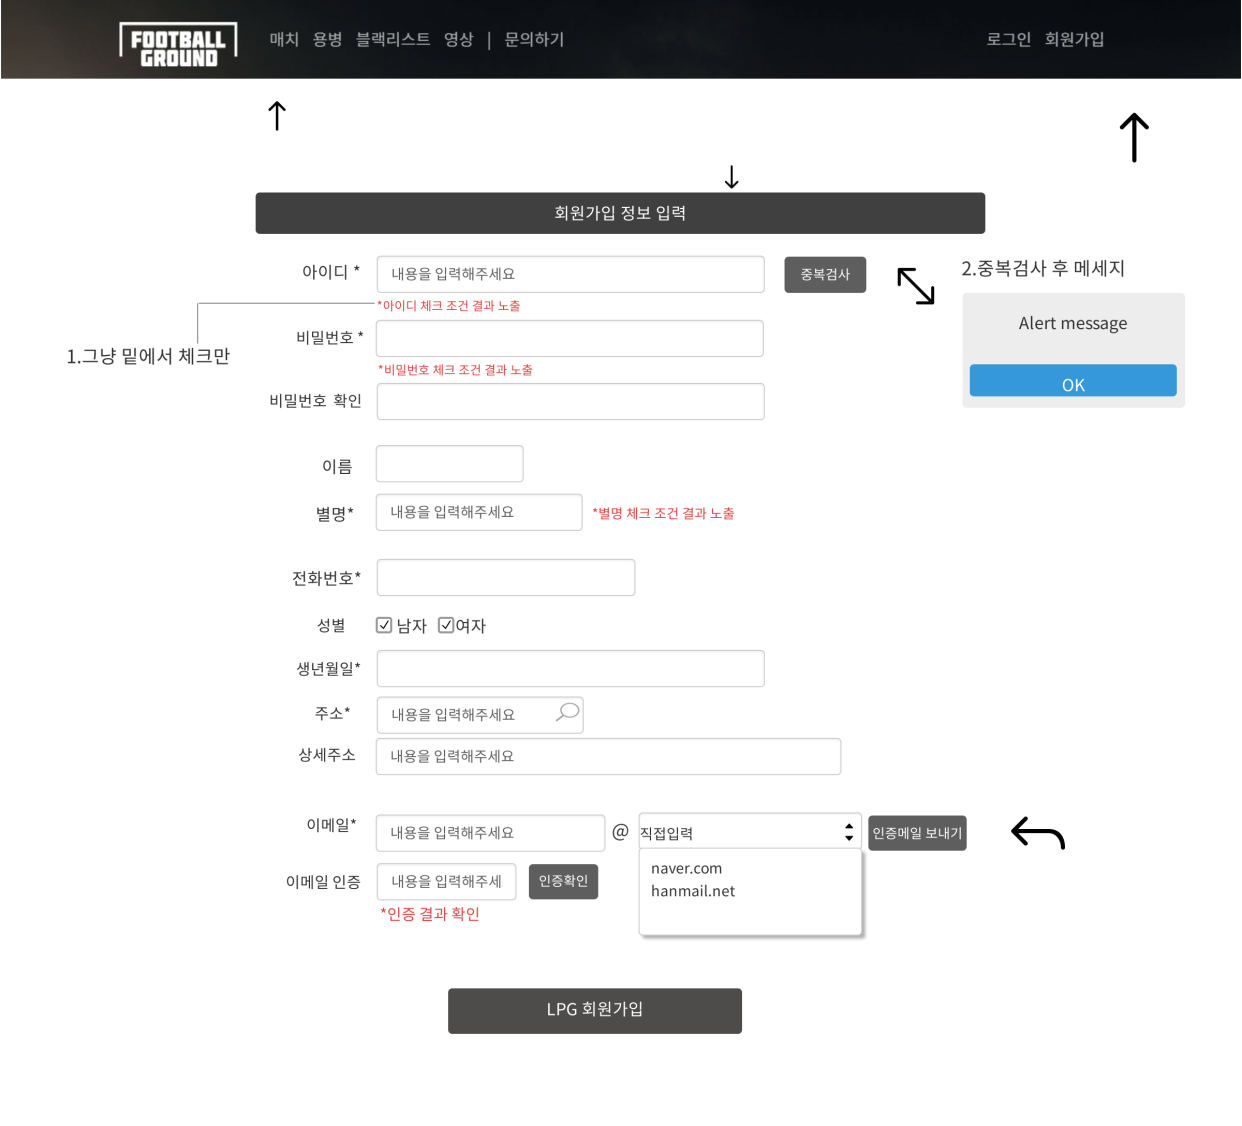 FOOTBALL GROUND
매치 용병 블랙리스트 영상 | 문의하기
로그인 회원가입
회원가입 정보 입력
아이디 * 내용을 입력해주세요 중복검사
2.중복검사 후 메세지
*아이디 체크 조건 결과 노출
Alert message
비밀번호 *
1.그냥 밑에서 체크만
*비밀번호 체크 조건 결과 노출
OK
비밀번호 확인
이름
별명* 내용을 입력해주세요 *별명 체크 조건 결과 노출
전화번호*
성별 남자 여자
생년월일*
주소* 내용을 입력해주세요
상세주소 내용을 입력해주세요
이메일* 내용을 입력해주세요 @ 직접입력 인증메일 보내기
naver.com
이메일 인증 내용을 입력해주세 인증확인
hanmail.net
*인증 결과 확인
LPG 회원가입